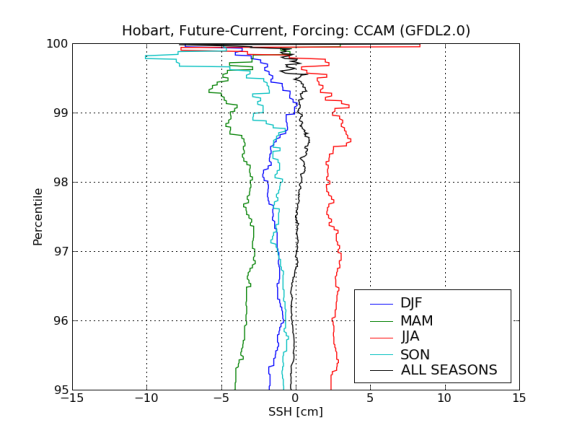 Hobart, Future-Current, Forcing: CCAM (GFDL2.0)
100
99
98
97
96
95
Percentile
DJF
MAM
JJA
SON
ALL SEASONS
−15
−10
−5
0
5
10
15
SSH [cm]